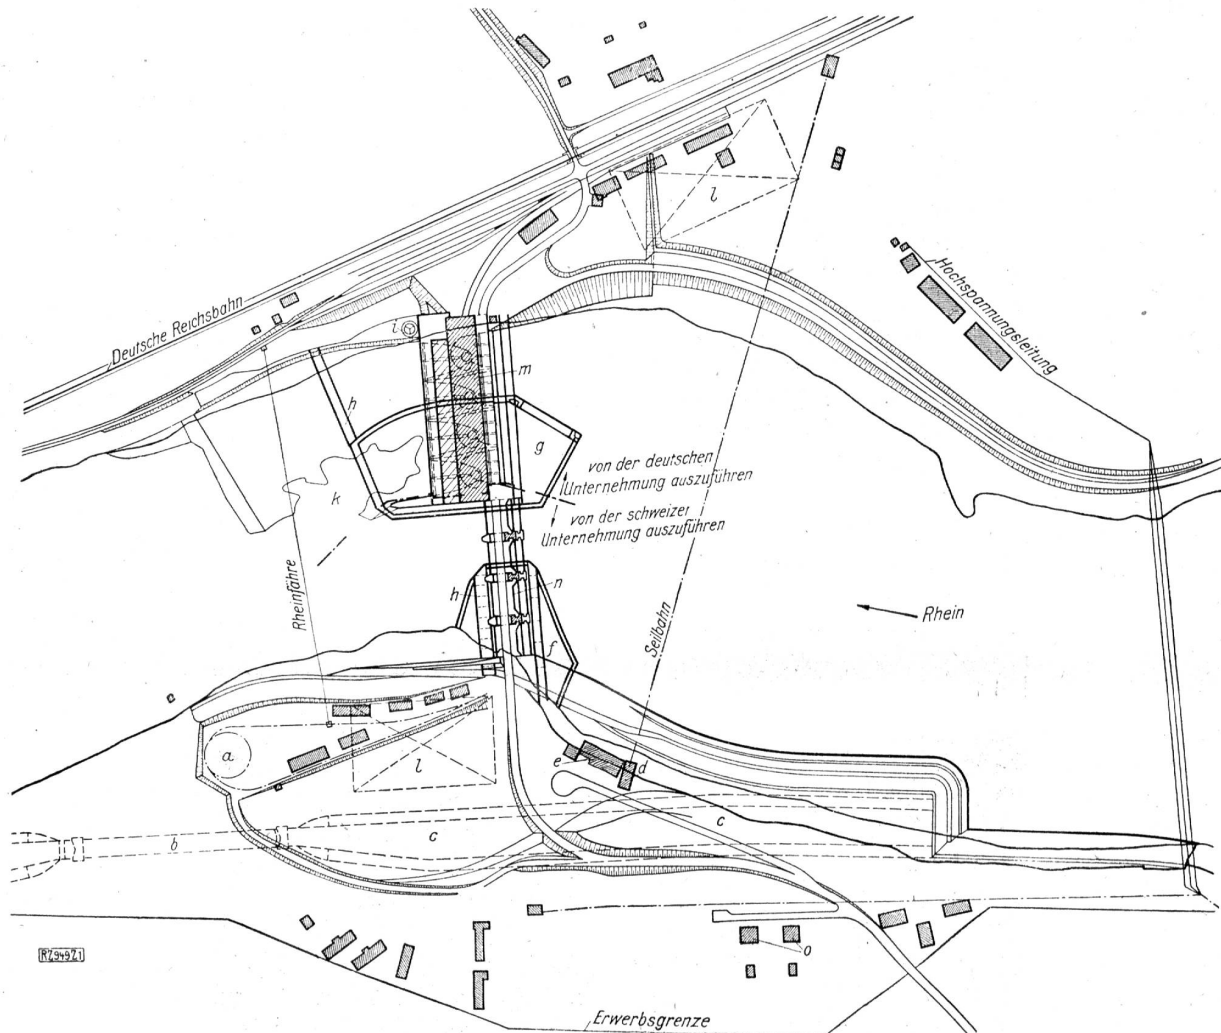 l
Hochspannungsleitung
Deutsche Reichsbahn
i
m
h
g
k
von der deutschen
Unternehmung auszuführen
von der schweizer
Unternehmung auszuführen
Rheinfähre
h
n
Seilbahn
Rhein
f
a
l
e
d
b
c
c
o
RZ949Z1
Erwerbsgrenze